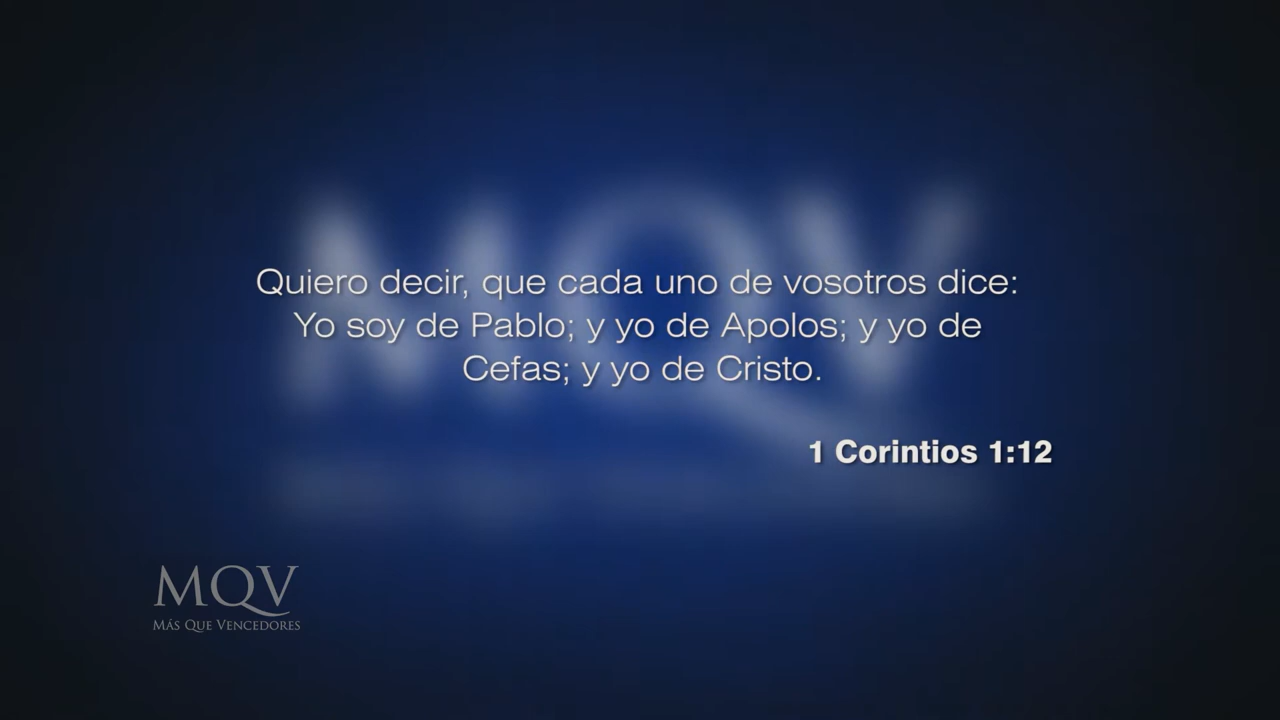 Quiero decir, que cada uno de vosotros dice:
Yo soy de Pablo; y yo de Apolos; y yo de
Cefas; y yo de Cristo.
1 Corintios 1:12
MQV
MÁS QUE VENCEDORES